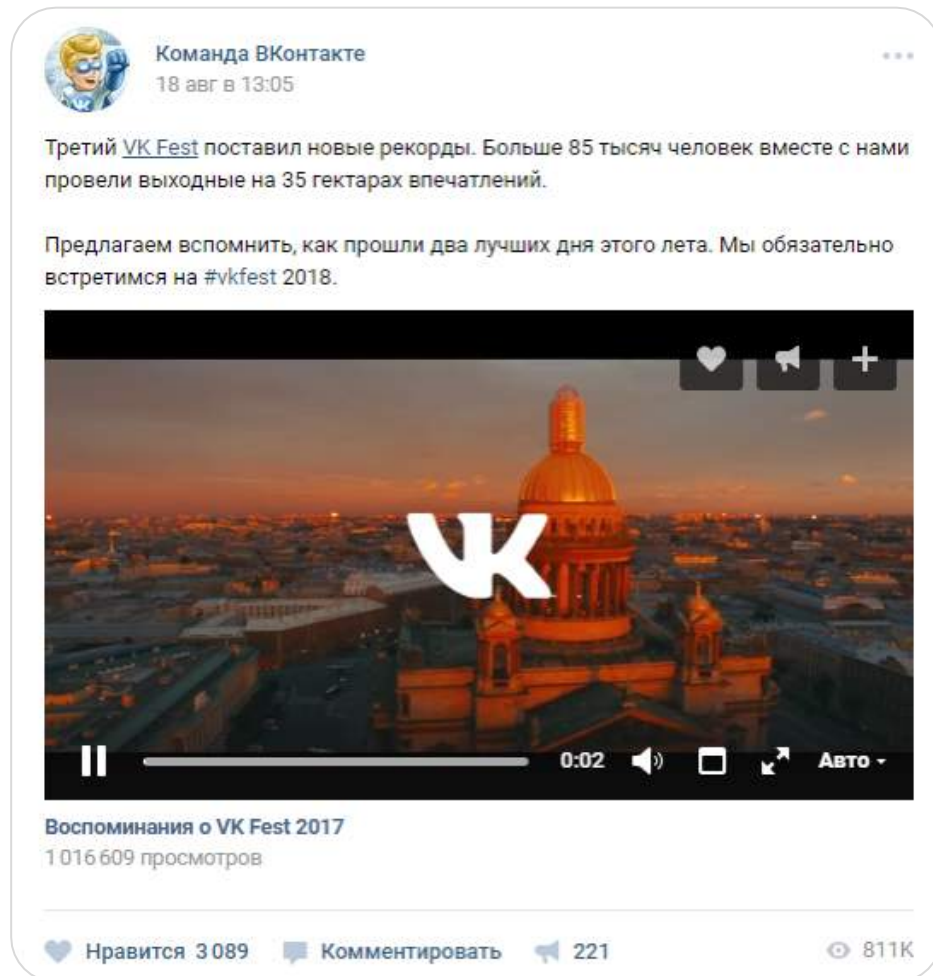 Команда ВКонтакте
18 авг в 13:05
Третий VK Fest поставил новые рекорды. Больше 85 тысяч человек вместе с нами
провели выходные на 35 гектарах впечатлений.
Предлагаем вспомнить, как прошли два лучших дня этого лета. Мы обязательно
встретимся на #vkfest 2018.
VK
0:02 Авто
Воспоминания о VK Fest 2017
1 016 609 просмотров
Нравится 3 089 Комментировать 221 811K